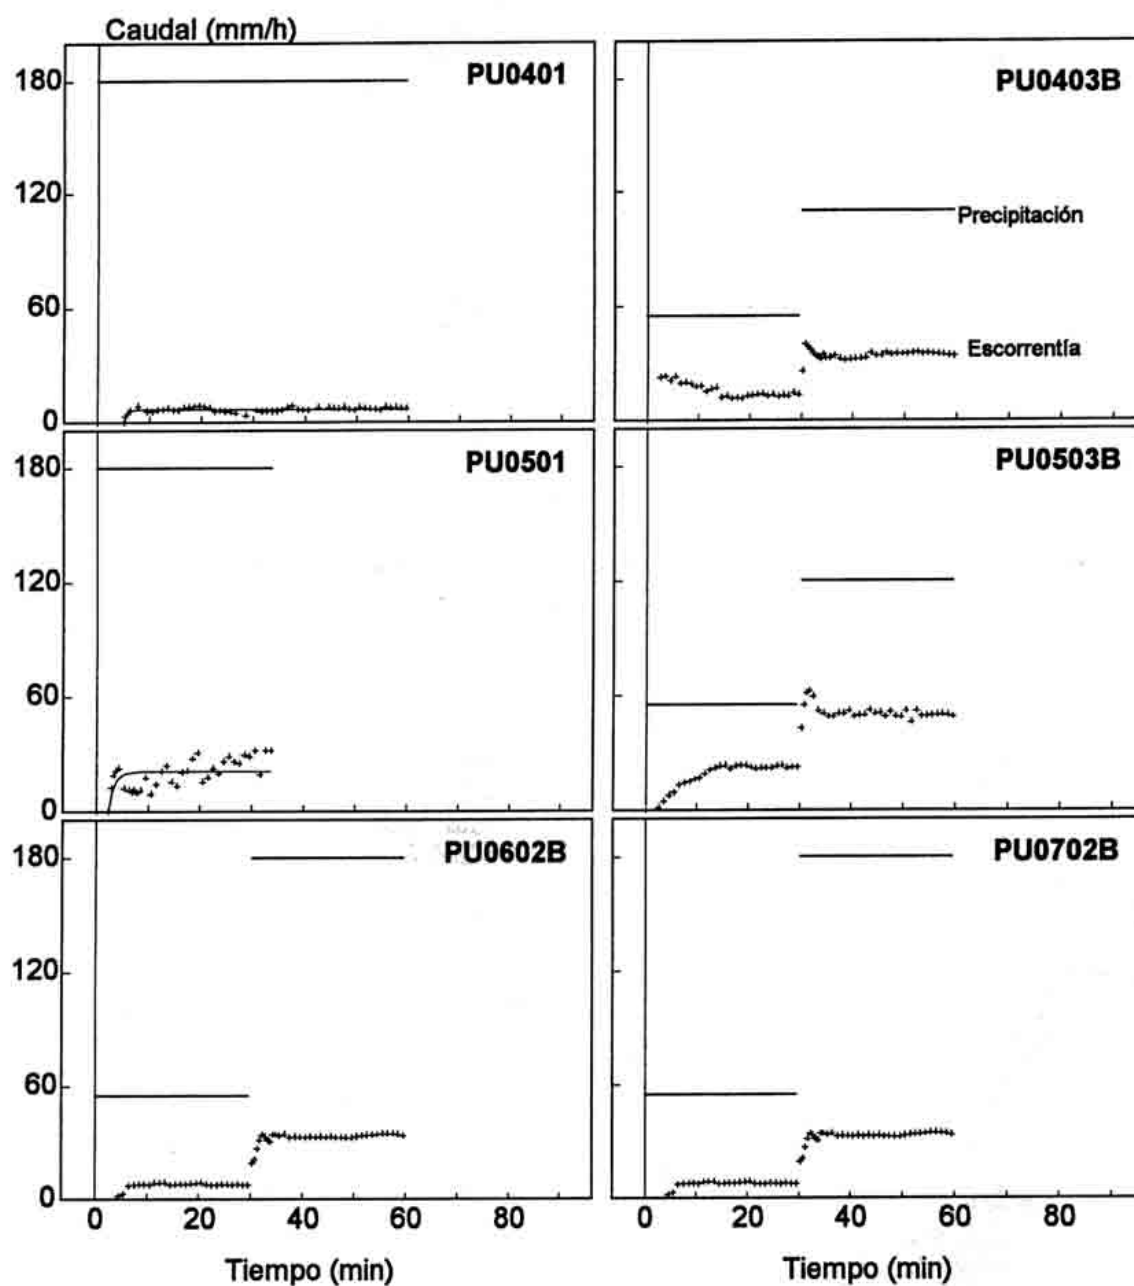 Caudal (mm/h)
PU0401
PU0403B
180
120
60
0
Precipitación
Escorrentía
PU0501
PU0503B
180
120
60
0
PU0602B
PU0702B
180
120
60
0
0 20 40 60 80
0 20 40 60 80
Tiempo (min)
Tiempo (min)